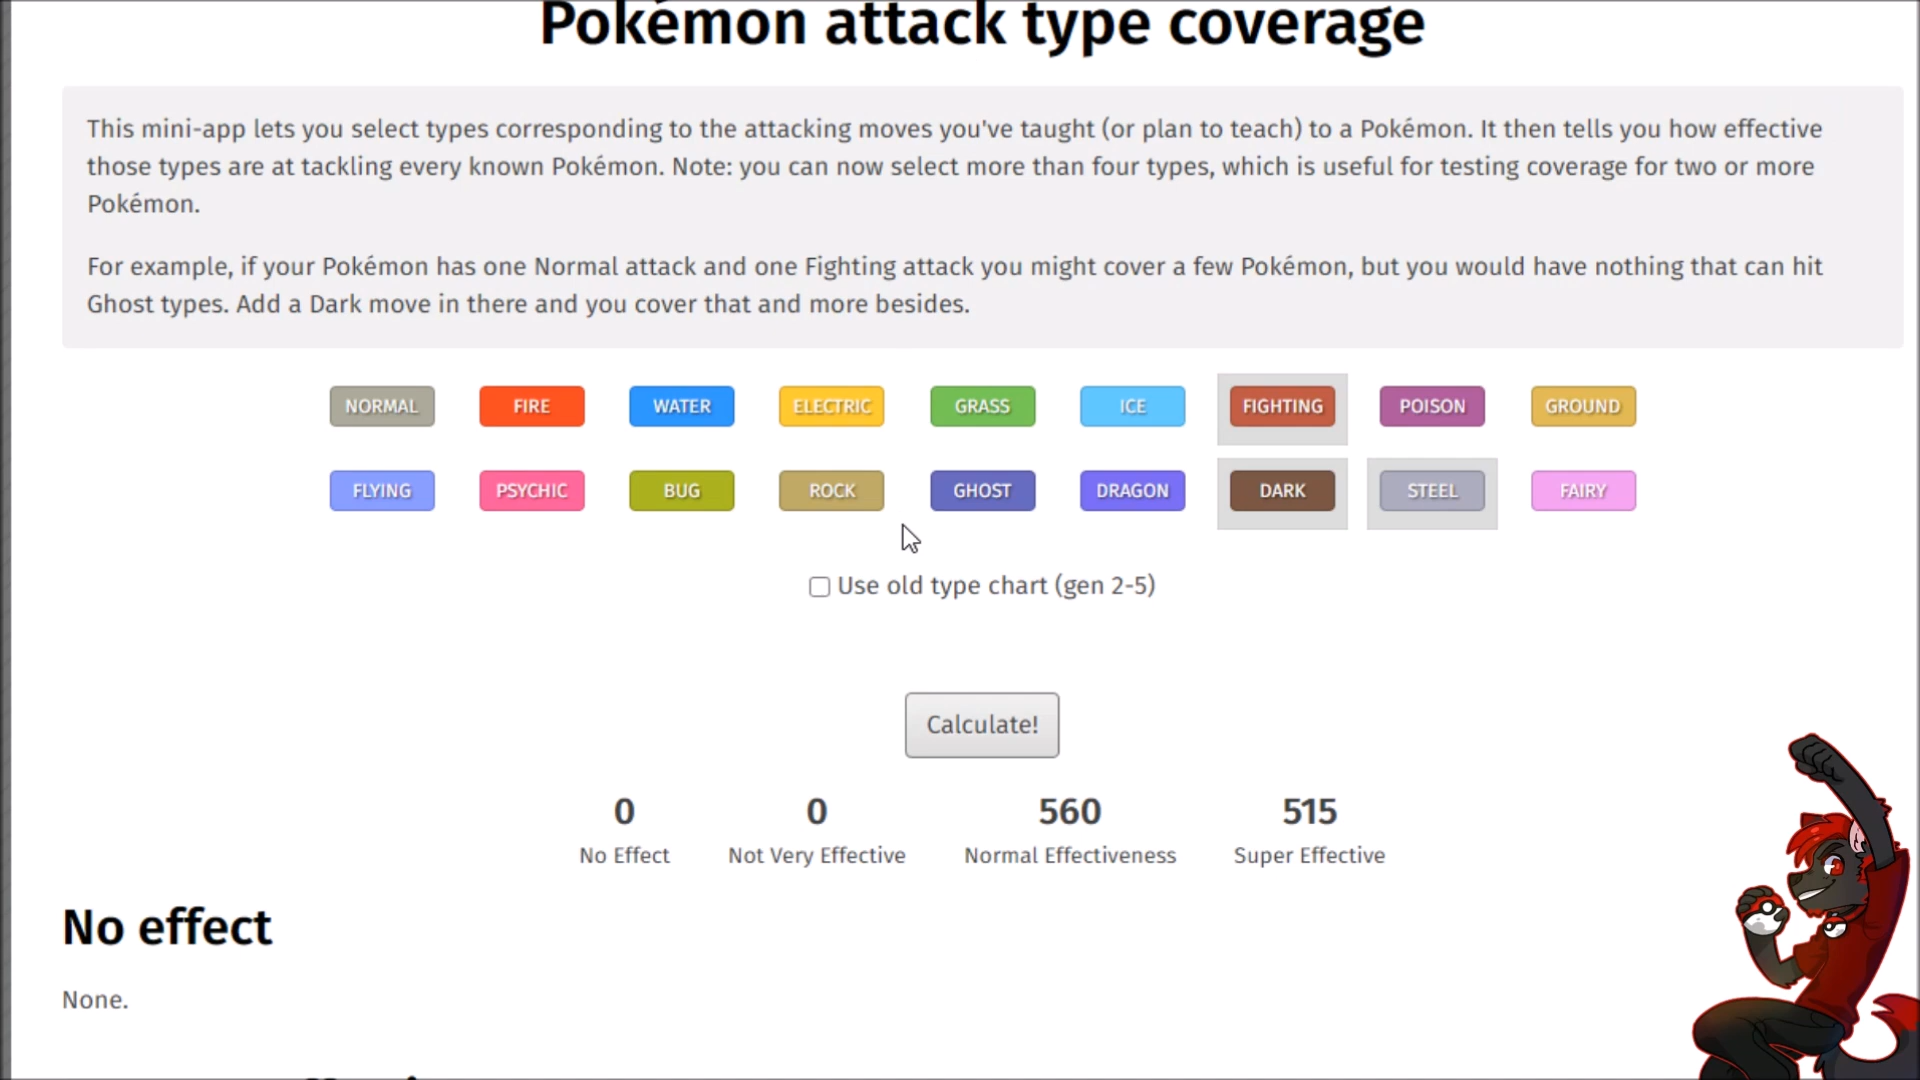 Pokémon attack type coverage
This mini-app lets you select types corresponding to the attacking moves you've taught (or plan to teach) to a Pokémon. It then tells you how effective
those types are at tackling every known Pokémon. Note: you can now select more than four types, which is useful for testing coverage for two or more
Pokémon.
For example, if your Pokémon has one Normal attack and one Fighting attack you might cover a few Pokémon, but you would have nothing that can hit
Ghost types. Add a Dark move in there and you cover that and more besides.
NORMAL FIRE WATER ELECTRIC GRASS ICE FIGHTING POISON GROUND
FLYING PSYCHIC BUG ROCK GHOST DRAGON DARK STEEL FAIRY
Use old type chart (gen 2-5)
Calculate!
0 0 560 515
No Effect Not Very Effective Normal Effectiveness Super Effective
No effect
None.